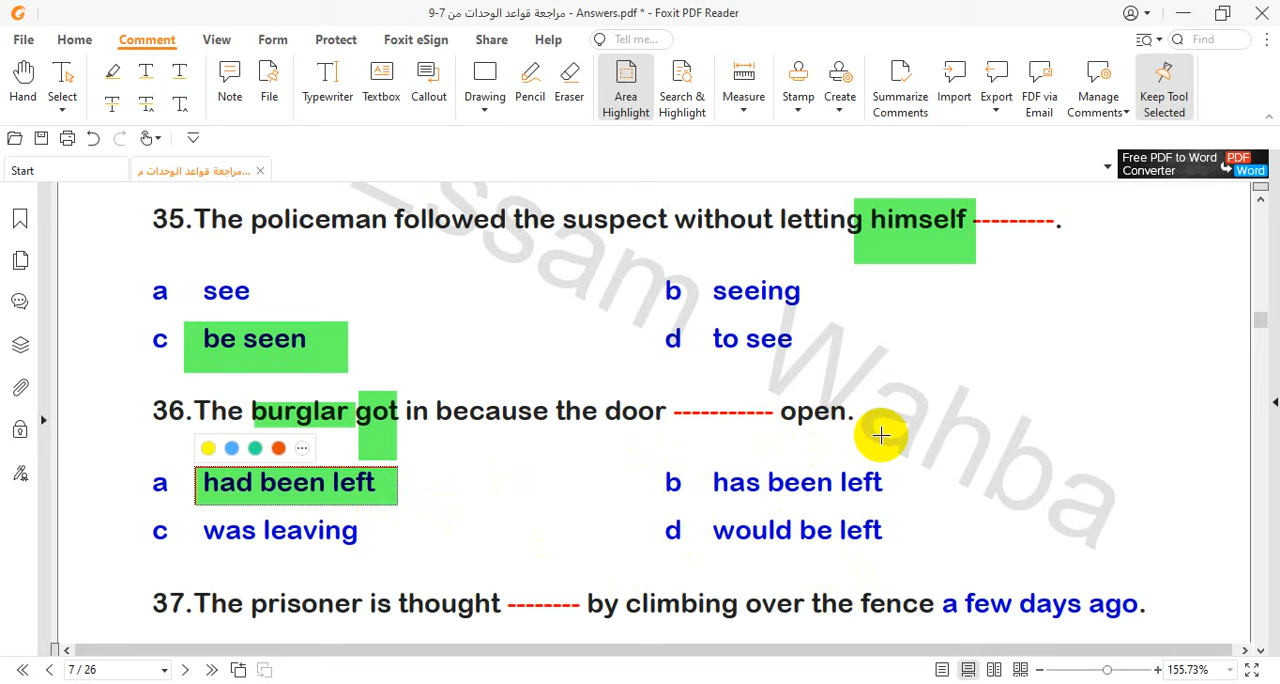 مراجعة قواعد الوحدات من 7-9 - Answers.pdf * - Foxit PDF Reader
File Home Comment View Form Protect Foxit eSign Share Help Tell me... Find
Hand Select Note File Typewriter Textbox Callout Drawing Pencil Eraser Area Highlight Search & Highlight Measure Stamp Create Summarize Comments Import Export PDF via Email FDF via Email Manage Comments Keep Tool Selected
Start
مراجعة قواعد الوحدات م...
Free PDF to Word Converter PDF Word
Essam Wahba
35.The policeman followed the suspect without letting himself ---------.
a see b seeing
c be seen d to see
36.The burglar got in because the door ----------- open.
a had been left b has been left
c was leaving d would be left
37.The prisoner is thought -------- by climbing over the fence a few days ago.
7 / 26
155.73%